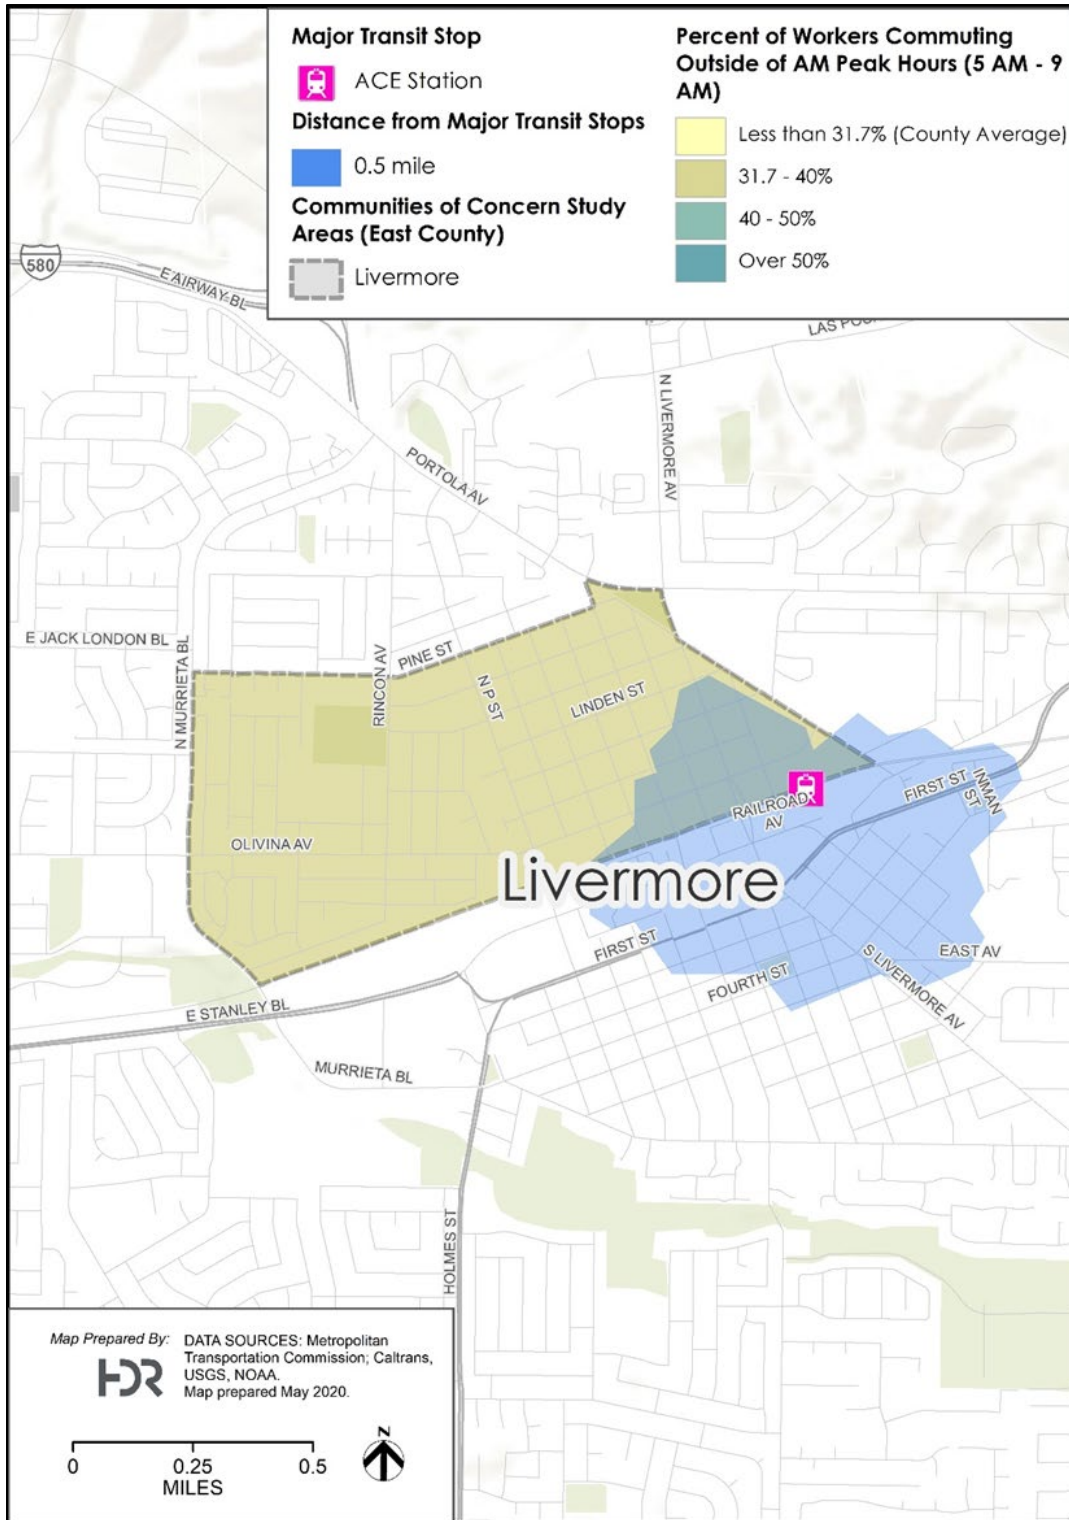 Major Transit Stop
ACE Station
Distance from Major Transit Stops
0.5 mile
Communities of Concern Study
Areas (East County)
Livermore
Percent of Workers Commuting
Outside of AM Peak Hours (5 AM - 9
AM)
Less than 31.7% (County Average)
31.7 - 40%
40 - 50%
Over 50%
580
E AIRWAY BL
N LIVERMORE AV
PORTOLA AV
E JACK LONDON BL
N MURRIETA BL
RINCON AV
PINE ST
N P ST
LINDEN ST
RAILROAD
AV
FIRST ST
INMAN
ST
OLIVINA AV
Livermore
FIRST ST
FOURTH ST
S LIVERMORE AV
EAST AV
E STANLEY BL
MURRIETA BL
HOLMES ST
Map Prepared By:
HDR
DATA SOURCES: Metropolitan
Transportation Commission; Caltrans,
USGS, NOAA.
Map prepared May 2020.
0 0.25 0.5
MILES
N